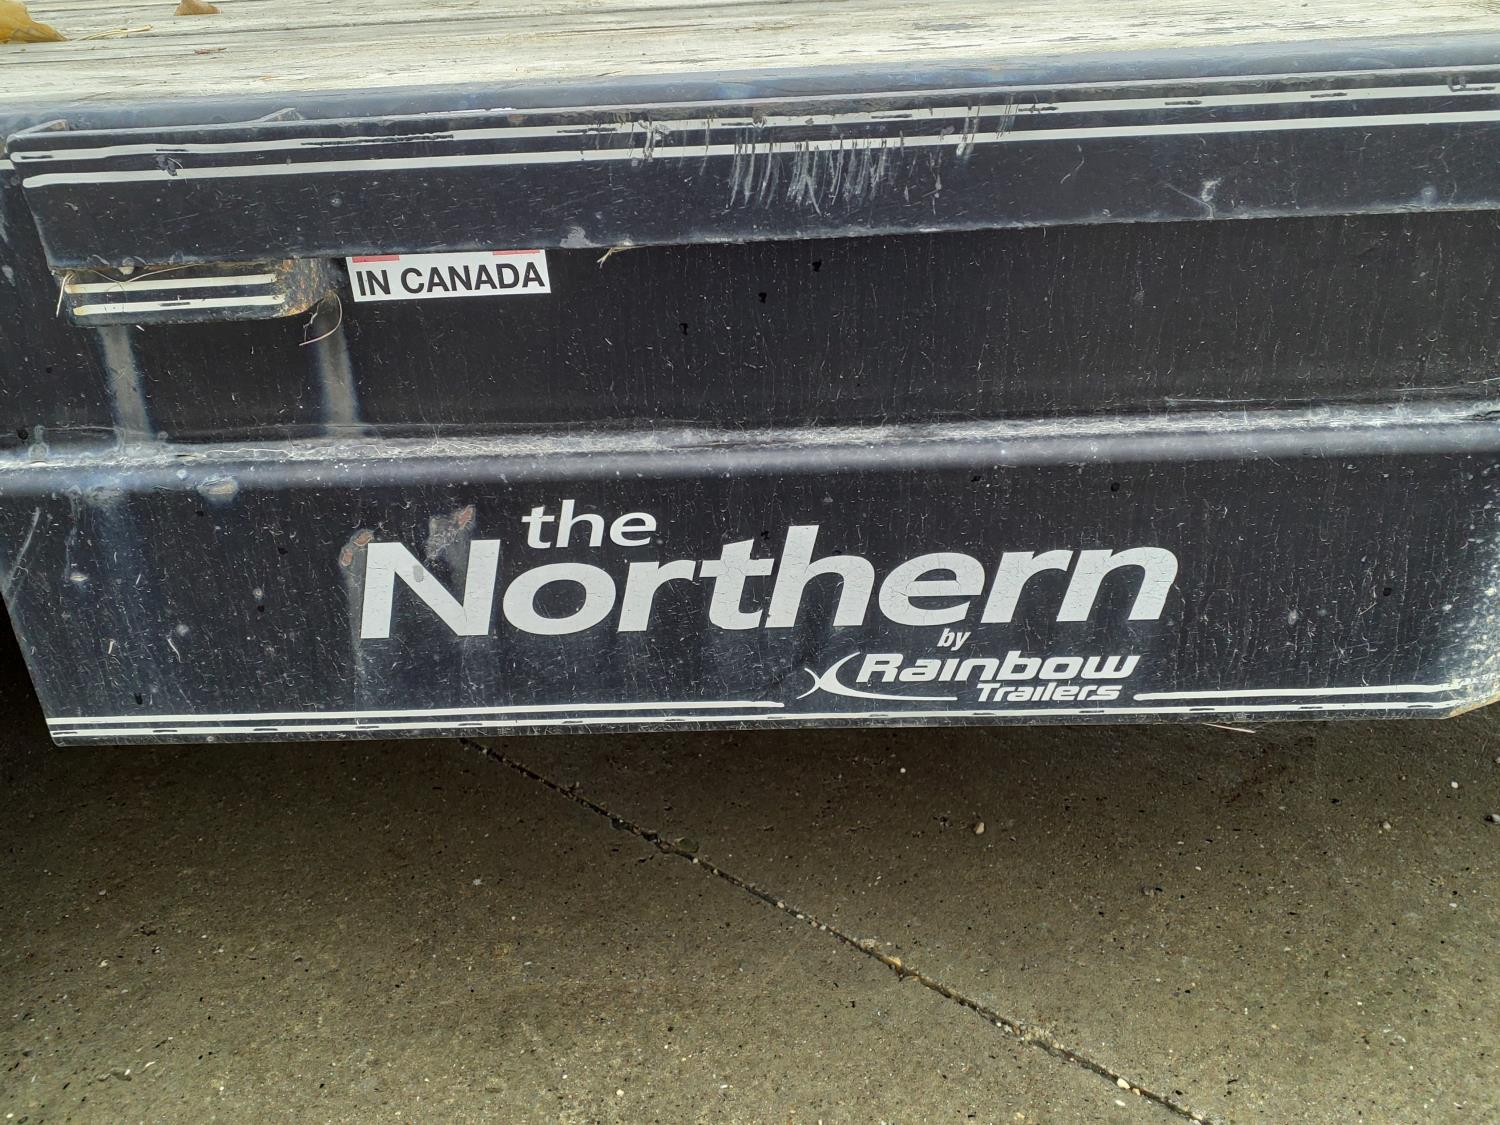 IN CANADA
the
Northern
by
Rainbow
Trailers